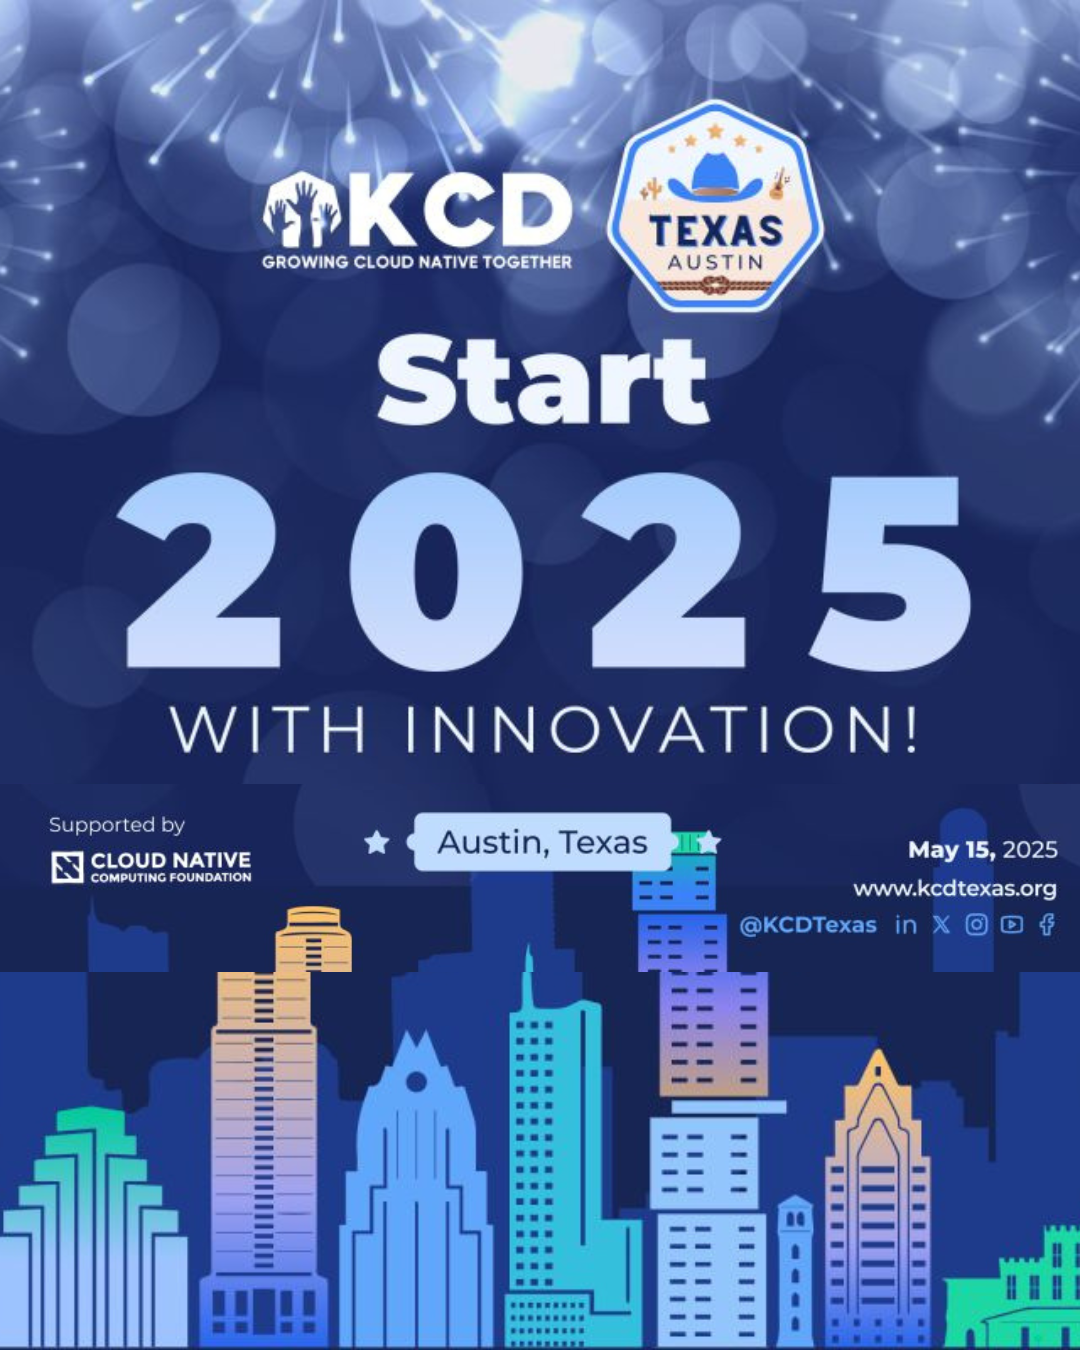 KCD
GROWING CLOUD NATIVE TOGETHER
TEXAS
AUSTIN
Start
2025
WITH INNOVATION!
Supported by
CLOUD NATIVE
COMPUTING FOUNDATION
Austin, Texas
May 15, 2025
www.kcdtexas.org
@KCDTexas